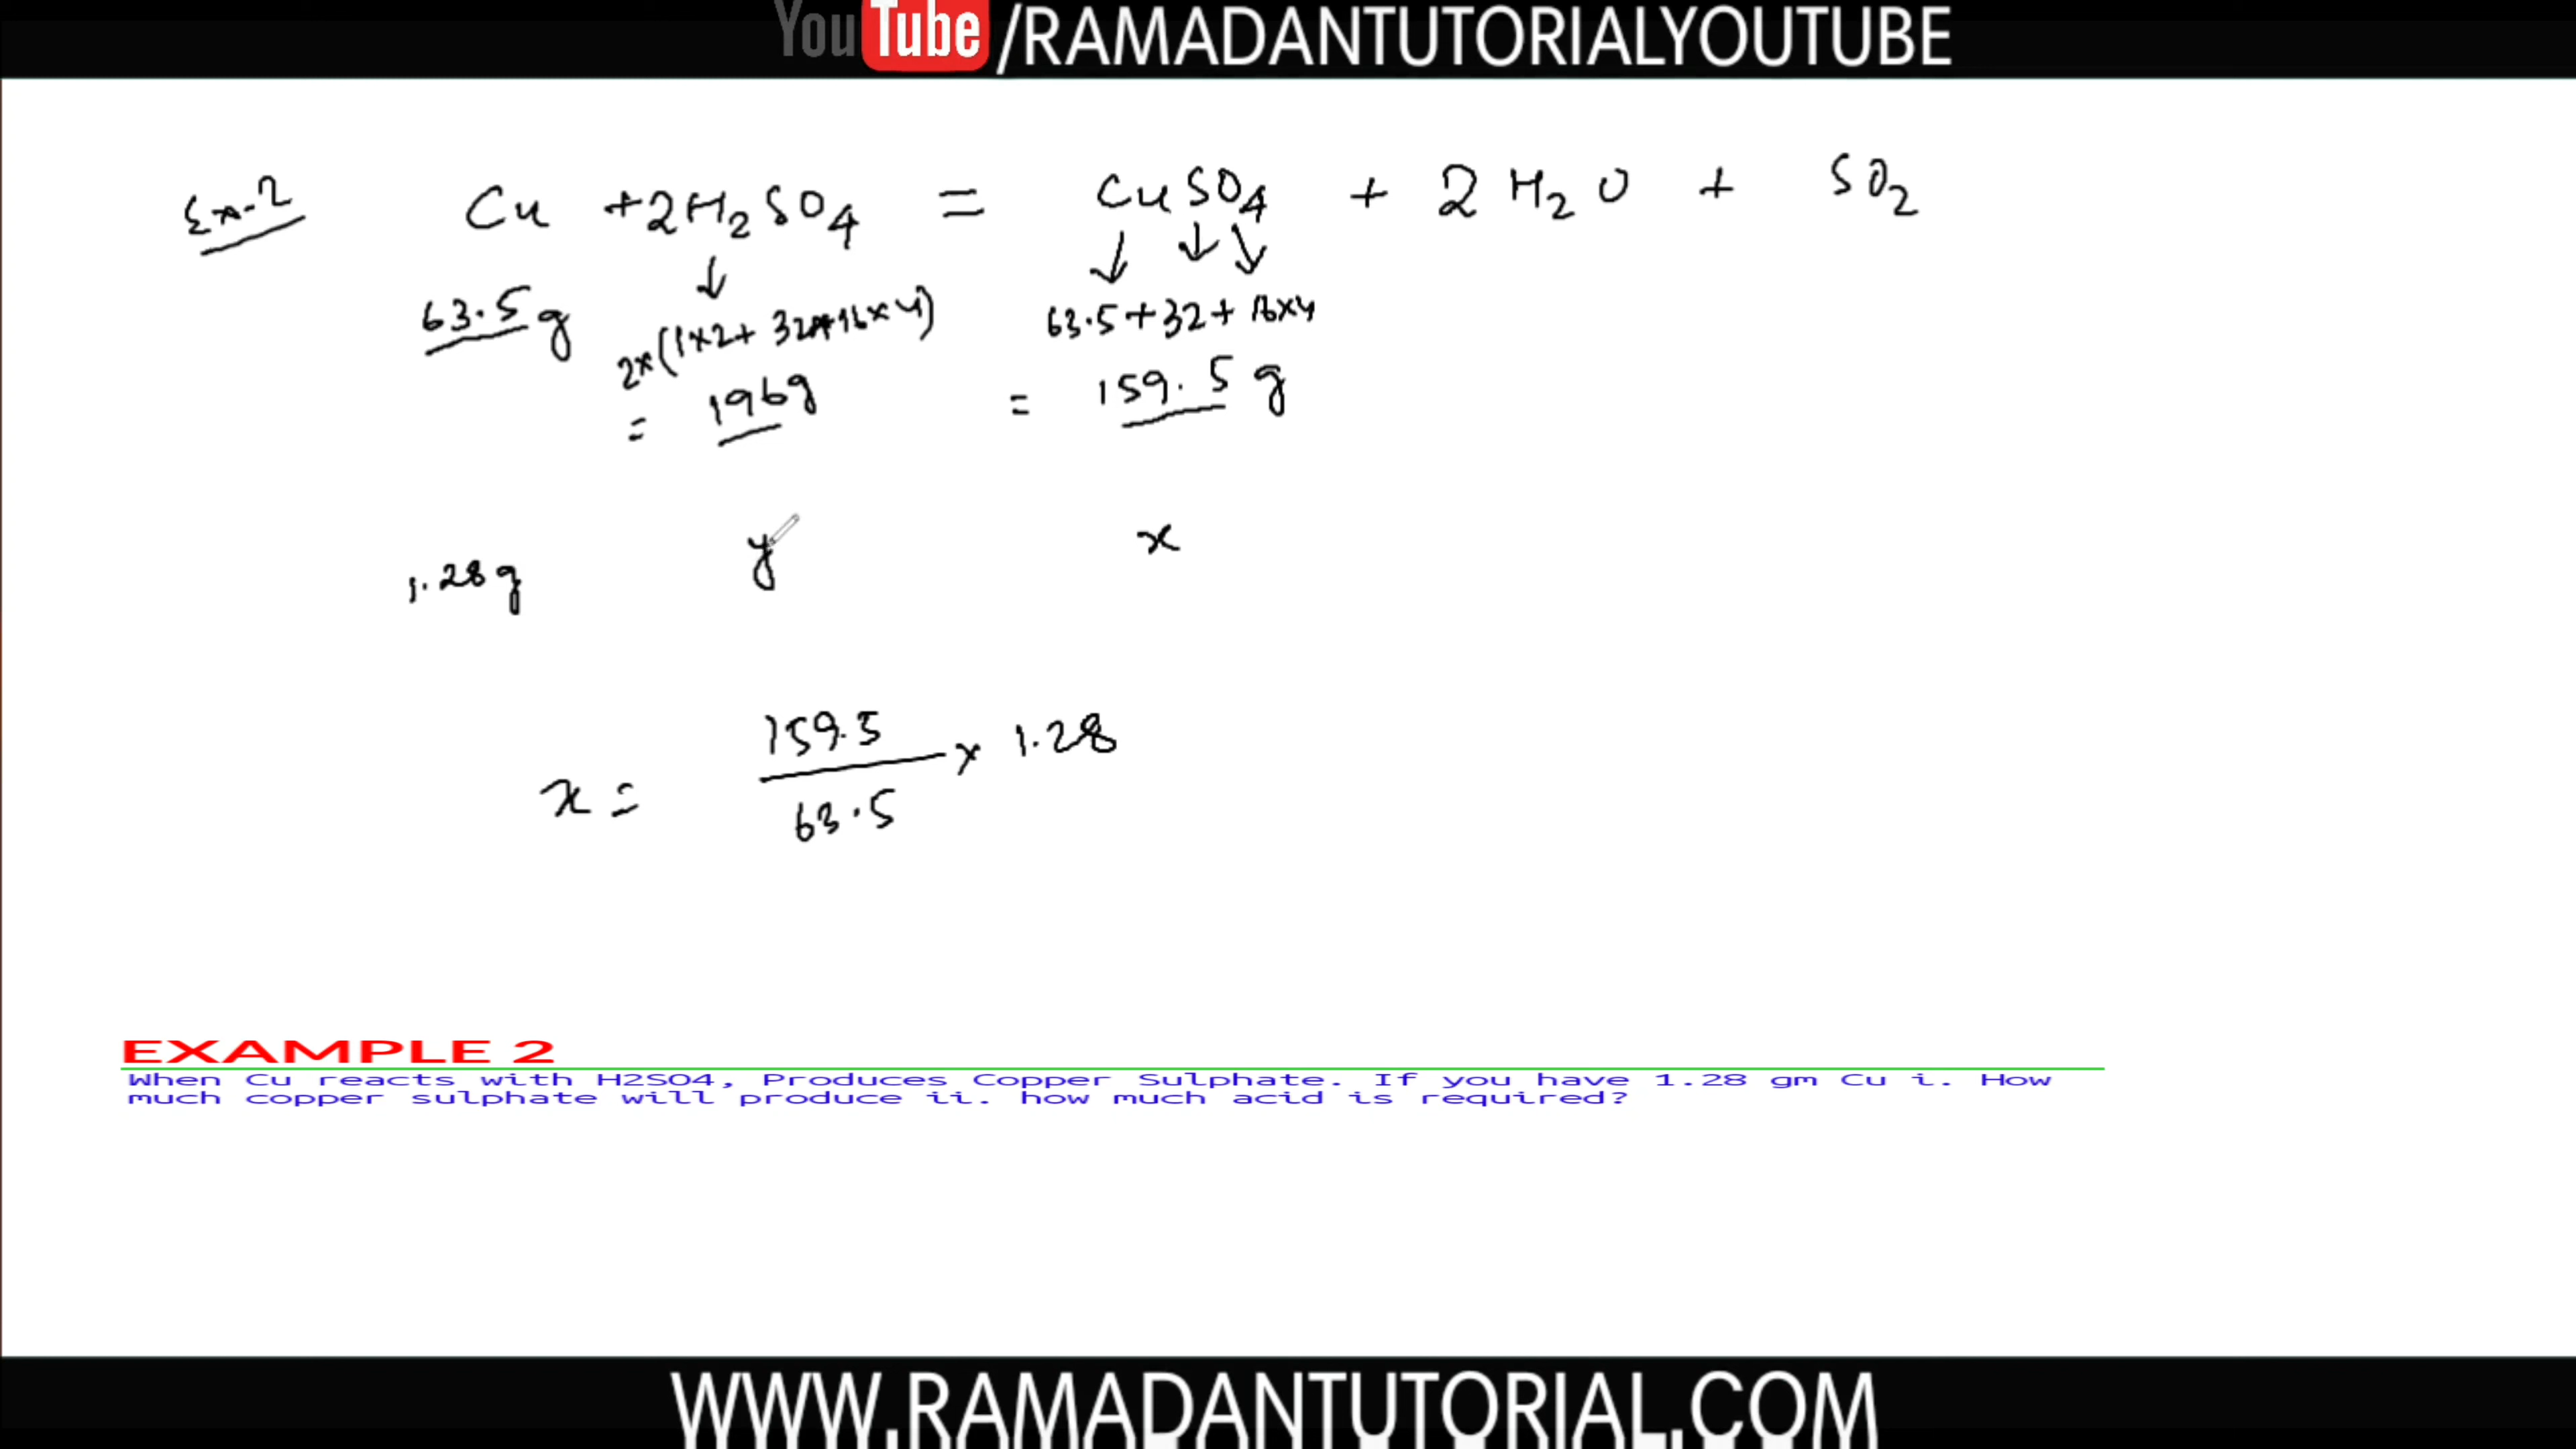 YouTube /RAMADANTUTORIALYOUTUBE
Ex-2 Cu + 2H₂SO₄ = CuSO₄ + 2H₂O + SO₂
63.5 g 2×(1×2+32+16×4) 63.5+32+16×4
= 196g = 159.5 g
1.28g y x
x = 159.5/63.5 × 1.28
EXAMPLE 2
When Cu reacts with H2SO4, Produces Copper Sulphate. If you have 1.28 gm Cu i. How
much copper sulphate will produce ii. how much acid is required?
WWW.RAMADANTUTORIAL.COM